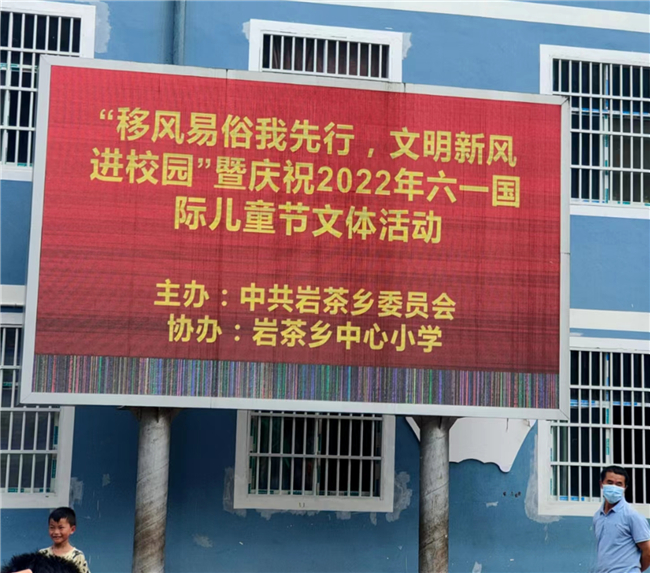 “移风易俗我先行，文明新风
进校园”暨庆祝2022年六一国
际儿童节文体活动
主办：中共岩茶乡委员会
协办：岩茶乡中心小学